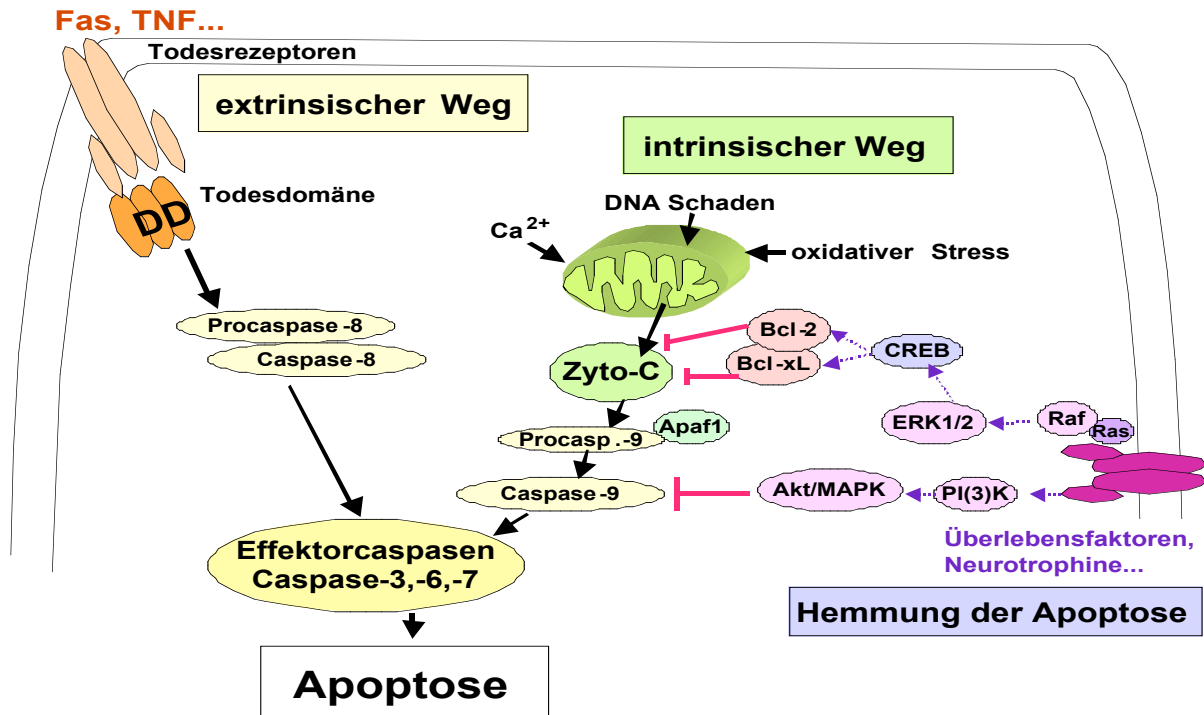 Fas, TNF...
Todesrezeptoren
extrinsischer Weg
intrinsischer Weg
Todesdomäne
DD
DNA Schaden
Ca²⁺
oxidativer Stress
Procaspase -8
Caspase -8
Bcl -2
Bcl -xL
CREB
Zyto-C
ERK1/2
Raf
Ras
Apaf1
Procasp . -9
Caspase -9
Akt/MAPK
PI(3)K
Effektorcaspasen
Caspase-3,-6,-7
Überlebensfaktoren,
Neurotrophine...
Hemmung der Apoptose
Apoptose